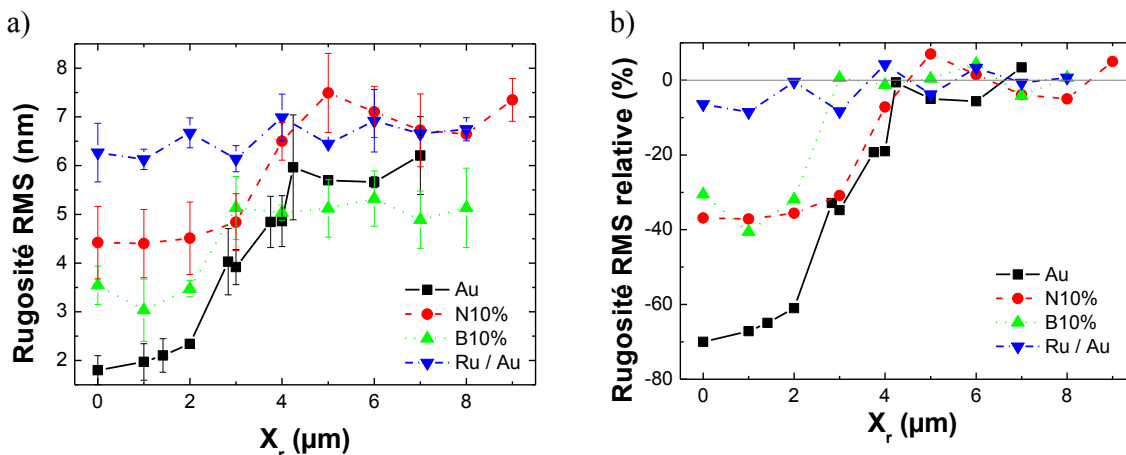 a)
Rugosité RMS (nm)
8
7
6
5
4
3
2
0 2 4 6 8
X_r (µm)
Au
N10%
B10%
Ru / Au
b)
Rugosité RMS relative (%)
0
-20
-40
-60
-80
0 2 4 6 8
X_r (µm)
Au
N10%
B10%
Ru / Au